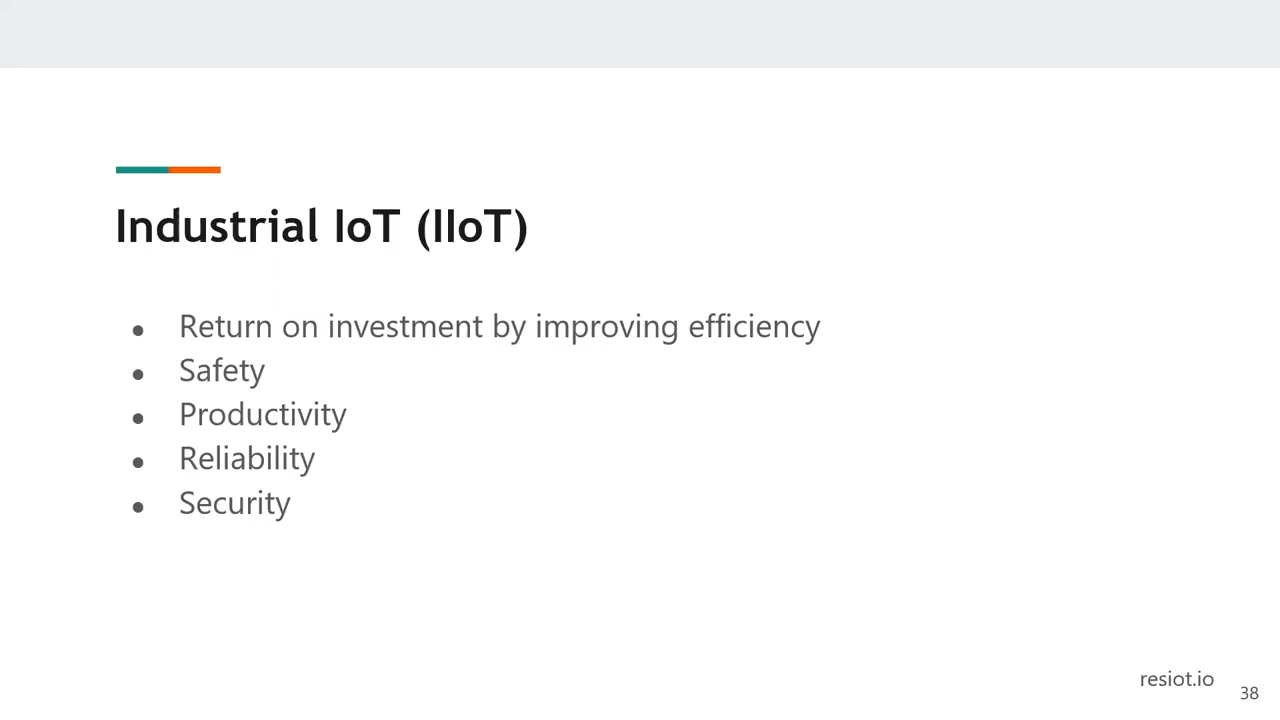 Industrial IoT (IIoT)
● Return on investment by improving efficiency
● Safety
● Productivity
● Reliability
● Security
resiot.io
38